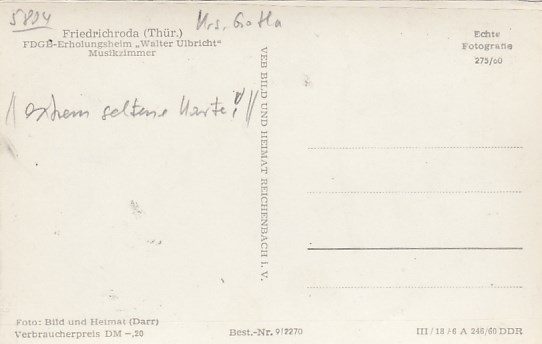 5804
Krs. Gotha
Friedrichroda (Thür.)
FDGB-Erholungsheim „Walter Ulbricht“
Musikzimmer
Echte
Fotografie
275/60
// extrem seltene Karte! //
VEB BILD UND HEIMAT REICHENBACH i. V.
Foto: Bild und Heimat (Darr)
Verbraucherpreis DM –,20
Best.-Nr. 9/2270
III/18/6 A 246/60 DDR